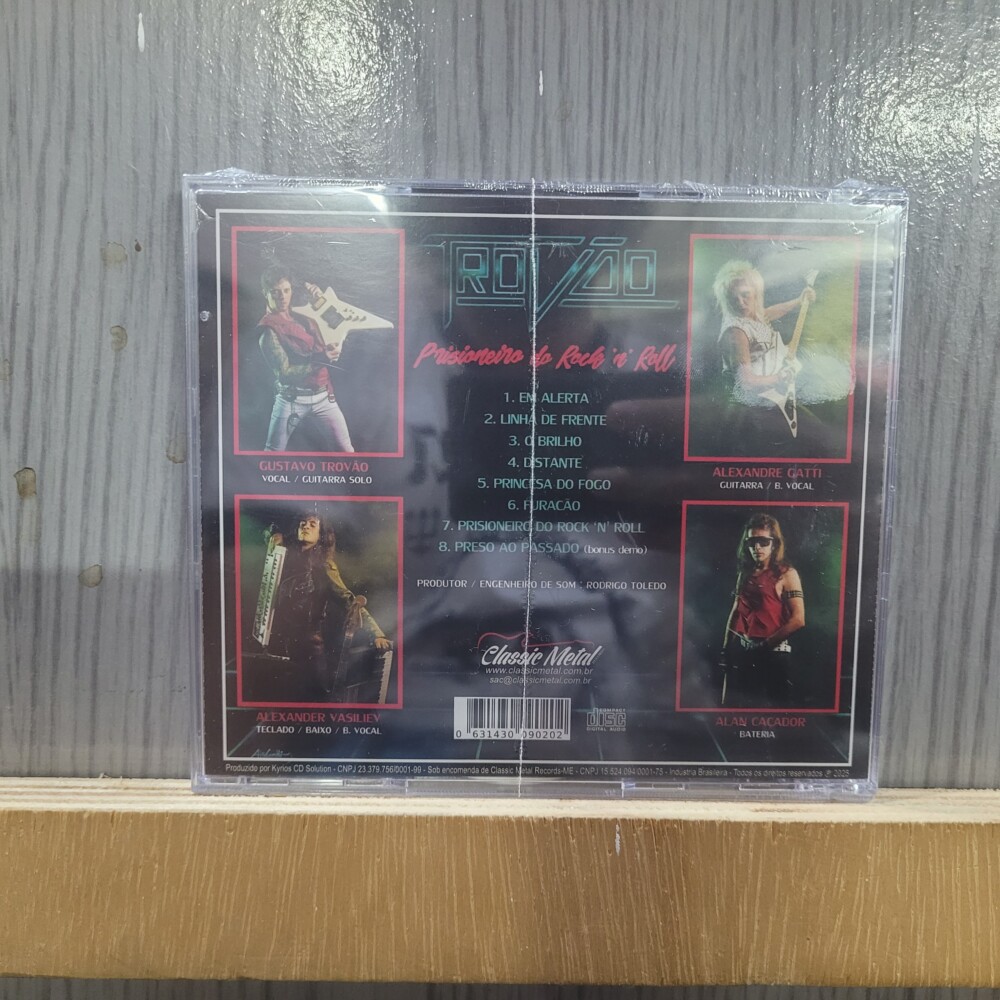 TROVÃO
Prisioneiro do Rock 'n' Roll
1. EM ALERTA
2. LINHA DE FRENTE
3. O BRILHO
4. DISTANTE
5. PRINCESA DO FOGO
6. FURACÃO
7. PRISIONEIRO DO ROCK 'N' ROLL
8. PRESO AO PASSADO (bonus demo)
PRODUTOR / ENGENHEIRO DE SOM : RODRIGO TOLEDO
GUSTAVO TROVÃO
VOCAL / GUITARRA SOLO
ALEXANDRE GATTI
GUITARRA / B. VOCAL
ALEXANDER VASILIEV
TECLADO / BAIXO / B. VOCAL
ALAN CAÇADOR
BATERIA
Classic Metal
www.classicmetal.com.br
sac@classicmetal.com.br
0 631430 090202
COMPACT
disc
DIGITAL AUDIO
Produzido por Kyrios CD Solution - CNPJ 23.379.756/0001-99 - Sob encomenda de Classic Metal Records-ME - CNPJ 15.524.094/0001-73 - Indústria Brasileira - Todos os direitos reservados ℗ 2025